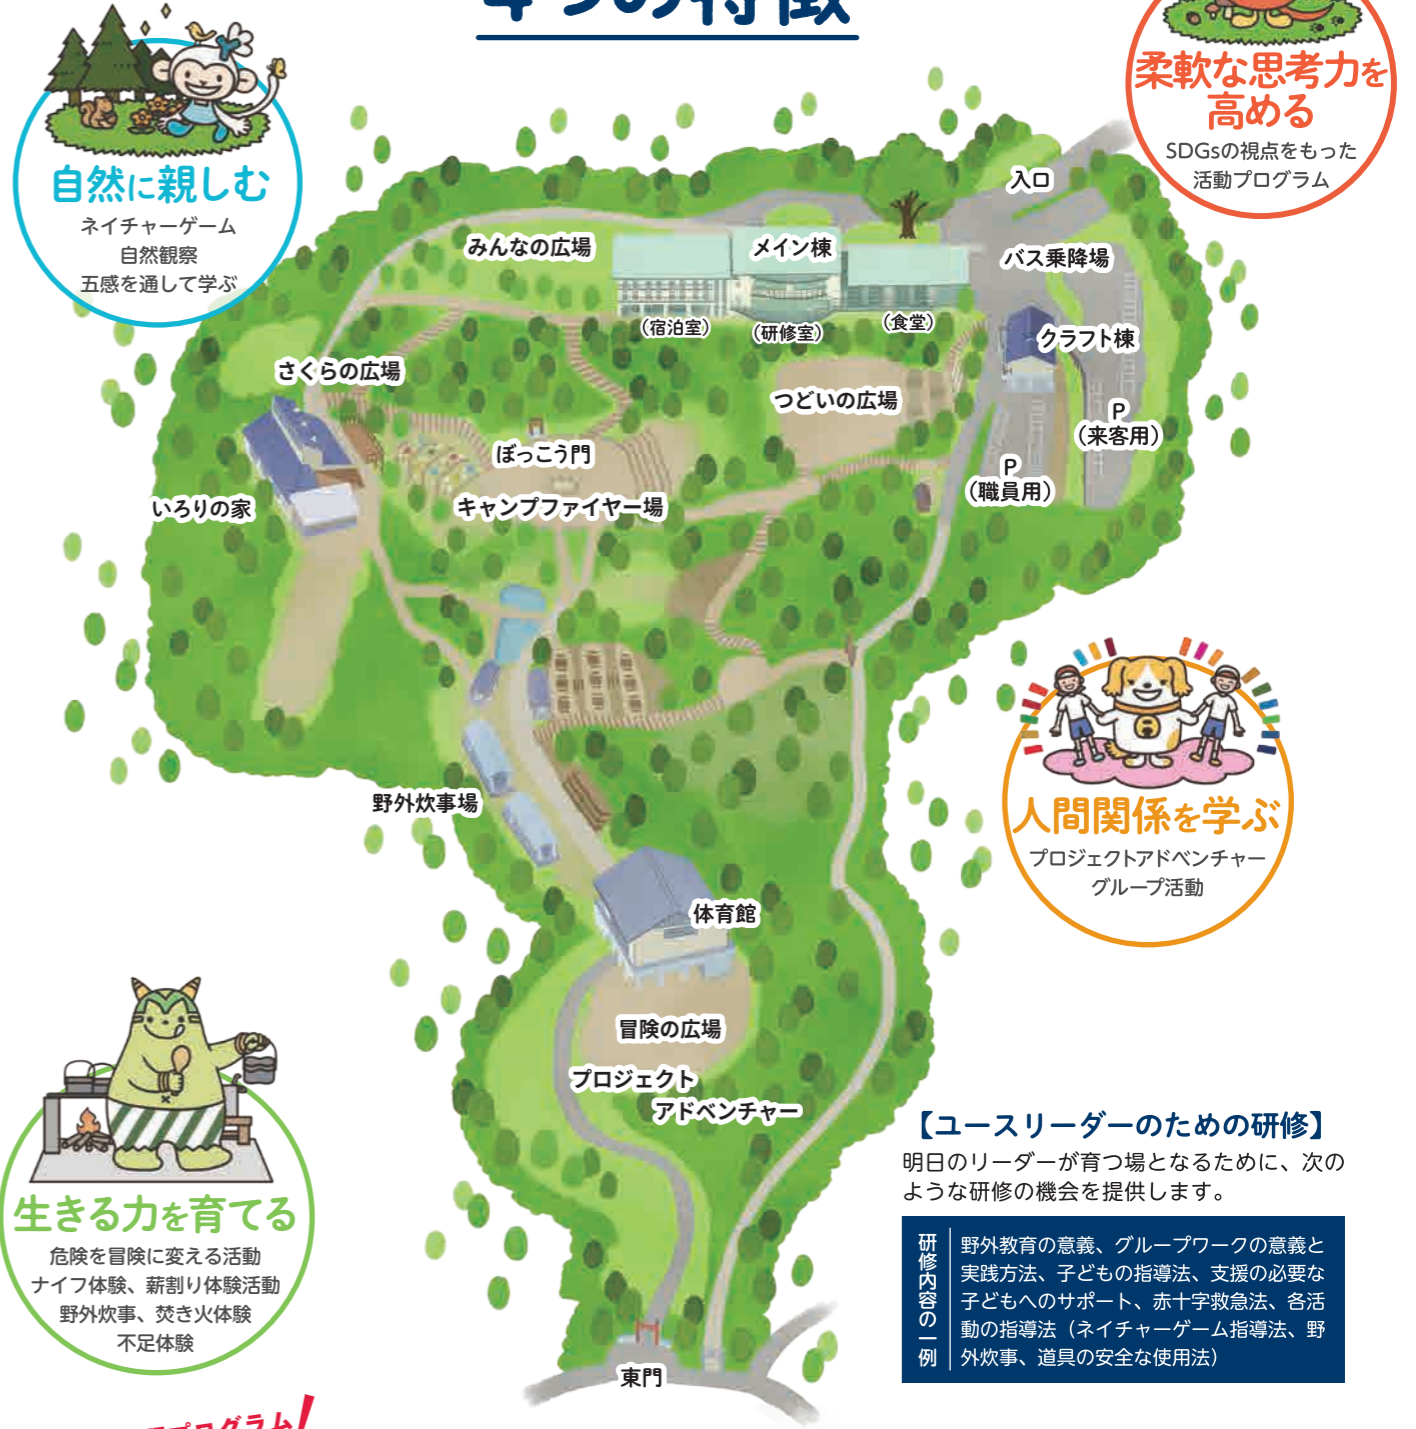 4つの特徴
自然に親しむ
ネイチャーゲーム
自然観察
五感を通して学ぶ
柔軟な思考力を
高める
SDGsの視点をもった
活動プログラム
入口
みんなの広場
メイン棟
バス乗降場
（宿泊室）
（研修室）
（食堂）
クラフト棟
さくらの広場
つどいの広場
P
（来客用）
ぼっこう門
P
（職員用）
いろりの家
キャンプファイヤー場
野外炊事場
人間関係を学ぶ
プロジェクトアドベンチャー
グループ活動
体育館
冒険の広場
プロジェクト
アドベンチャー
生きる力を育てる
危険を冒険に変える活動
ナイフ体験、薪割り体験活動
野外炊事、焚き火体験
不足体験
【ユースリーダーのための研修】
明日のリーダーが育つ場となるために、次の
ような研修の機会を提供します。
研修内容の一例
野外教育の意義、グループワークの意義と
実践方法、子どもの指導法、支援の必要な
子どもへのサポート、赤十字救急法、各活
動の指導法（ネイチャーゲーム指導法、野
外炊事、道具の安全な使用法）
東門
プログラム!